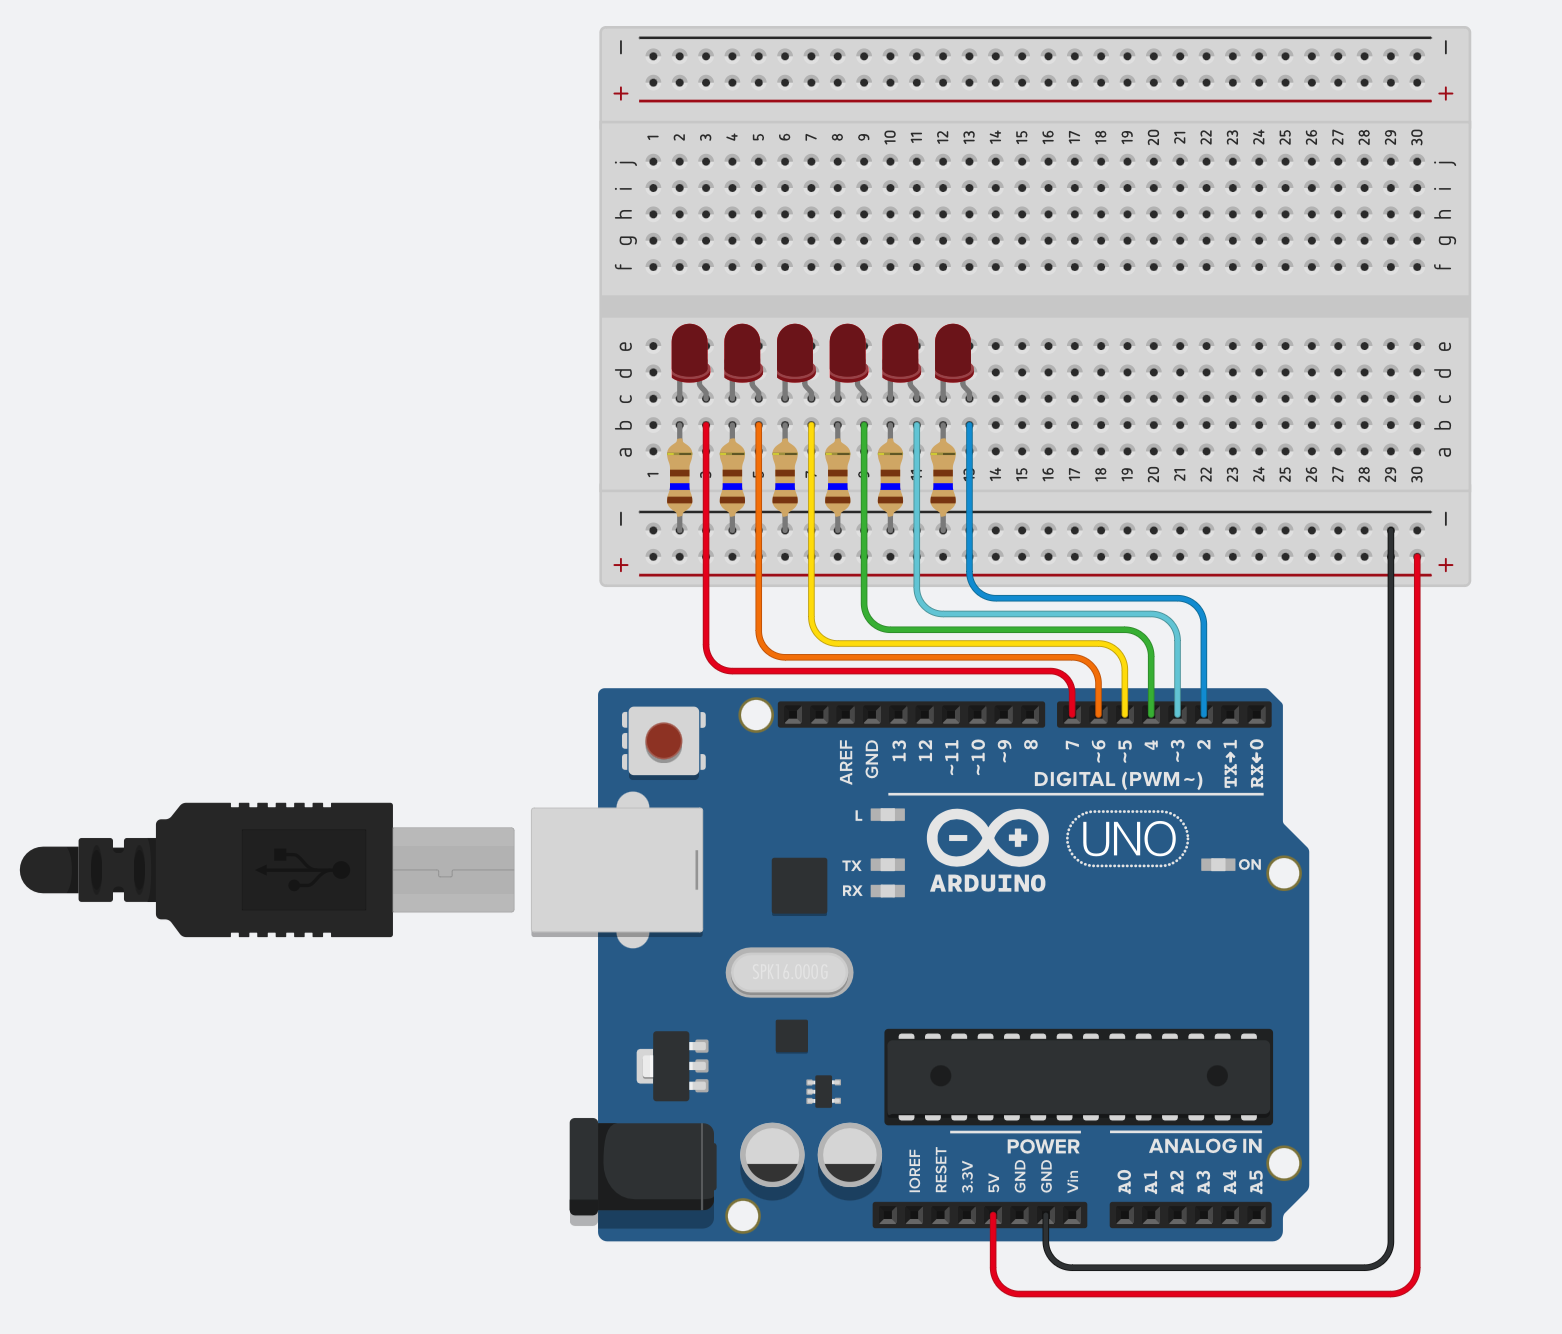 − −
+ +
1 2 3 4 5 6 7 8 9 10 11 12 13 14 15 16 17 18 19 20 21 22 23 24 25 26 27 28 29 30
j j
i i
h h
g g
f f
e e
d d
c c
b b
a a
1 14 15 16 17 18 19 20 21 22 23 24 25 26 27 28 29 30
− −
+ +
AREF GND 13 12 ~11 ~10 ~9 8 7 ~6 ~5 4 ~3 2 TX→1 RX←0
DIGITAL (PWM~)
L
TX
RX
UNO
ARDUINO
ON
SPK16.000G
POWER ANALOG IN
IOREF RESET 3.3V 5V GND GND Vin A0 A1 A2 A3 A4 A5